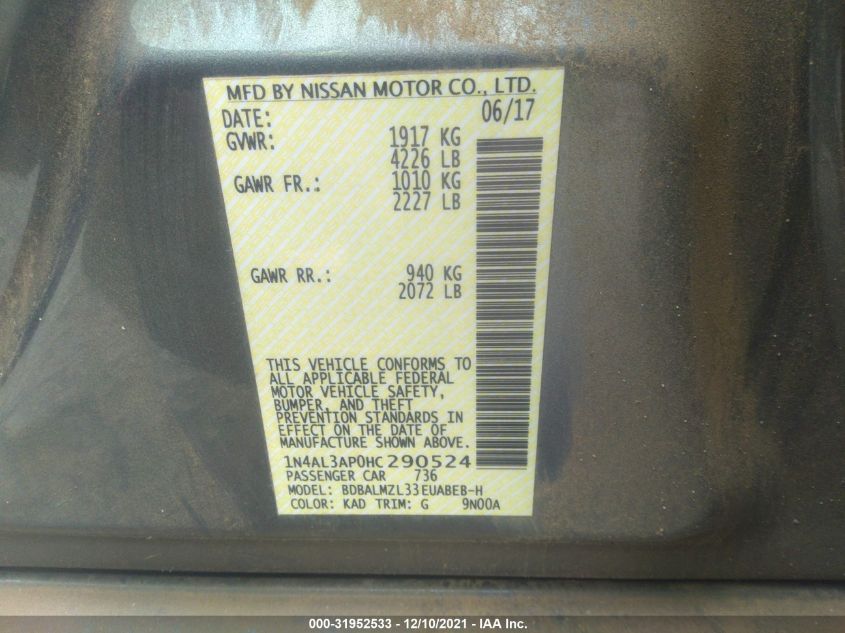 MFD BY NISSAN MOTOR CO., LTD.
DATE: 06/17
GVWR: 1917 KG
4226 LB
GAWR FR.: 1010 KG
2227 LB
GAWR RR.: 940 KG
2072 LB
THIS VEHICLE CONFORMS TO
ALL APPLICABLE FEDERAL
MOTOR VEHICLE SAFETY,
BUMPER, AND THEFT
PREVENTION STANDARDS IN
EFFECT ON THE DATE OF
MANUFACTURE SHOWN ABOVE.
1N4AL3AP0HC290524
PASSENGER CAR 736
MODEL: BDBALMZL33EUABEB-H
COLOR: KAD TRIM: G 9N00A
000-31952533 - 12/10/2021 - IAA Inc.